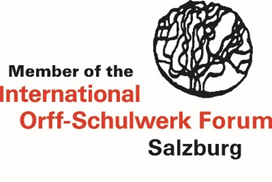 Member of the
International
Orff-Schulwerk Forum
Salzburg